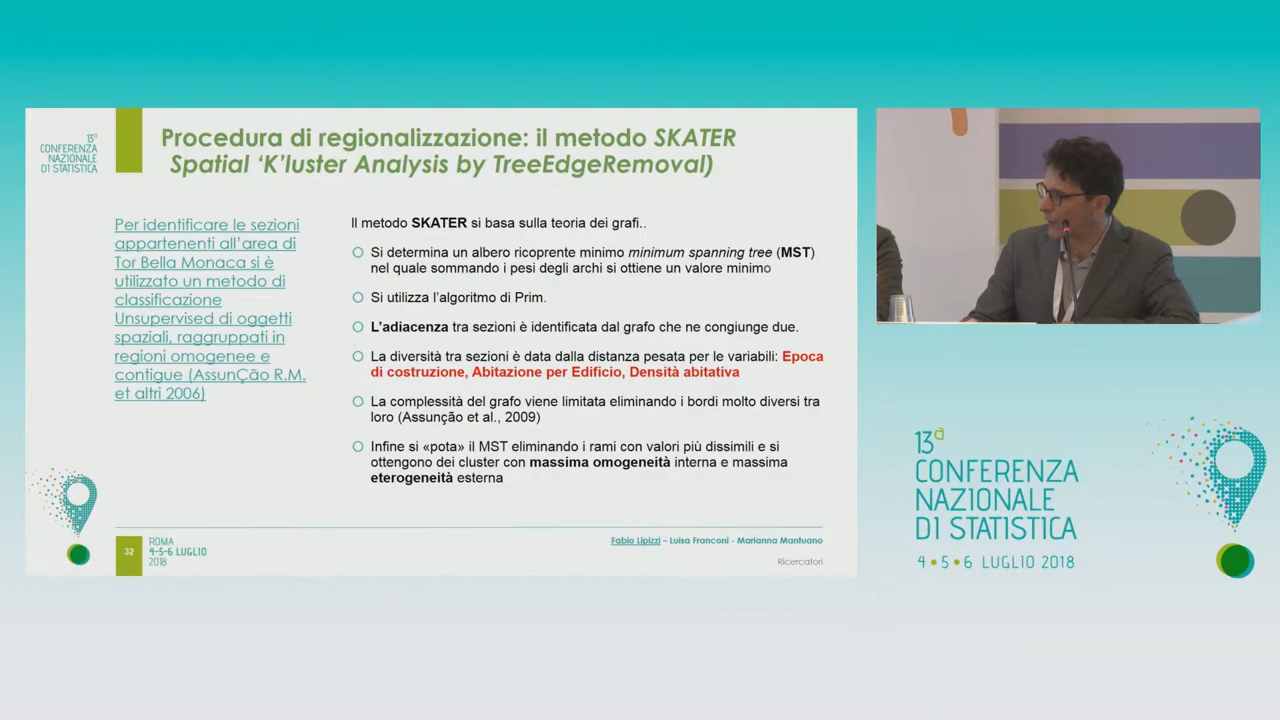 13ª
CONFERENZA
NAZIONALE
DI STATISTICA
Procedura di regionalizzazione: il metodo SKATER
Spatial ‘K’luster Analysis by TreeEdgeRemoval)
Per identificare le sezioni
appartenenti all’area di
Tor Bella Monaca si è
utilizzato un metodo di
classificazione
Unsupervised di oggetti
spaziali, raggruppati in
regioni omogenee e
contigue (AssunÇão R.M.
et altri 2006)
Il metodo SKATER si basa sulla teoria dei grafi..
Si determina un albero ricoprente minimo minimum spanning tree (MST)
nel quale sommando i pesi degli archi si ottiene un valore minimo
Si utilizza l’algoritmo di Prim.
L’adiacenza tra sezioni è identificata dal grafo che ne congiunge due.
La diversità tra sezioni è data dalla distanza pesata per le variabili: Epoca
di costruzione, Abitazione per Edificio, Densità abitativa
La complessità del grafo viene limitata eliminando i bordi molto diversi tra
loro (Assunção et al., 2009)
Infine si «pota» il MST eliminando i rami con valori più dissimili e si
ottengono dei cluster con massima omogeneità interna e massima
eterogeneità esterna
32
ROMA
4-5-6 LUGLIO
2018
Fabio Lipizzi – Luisa Franconi - Marianna Mantuano
Ricercatori
13ª
CONFERENZA
NAZIONALE
DI STATISTICA
4•5•6 LUGLIO 2018